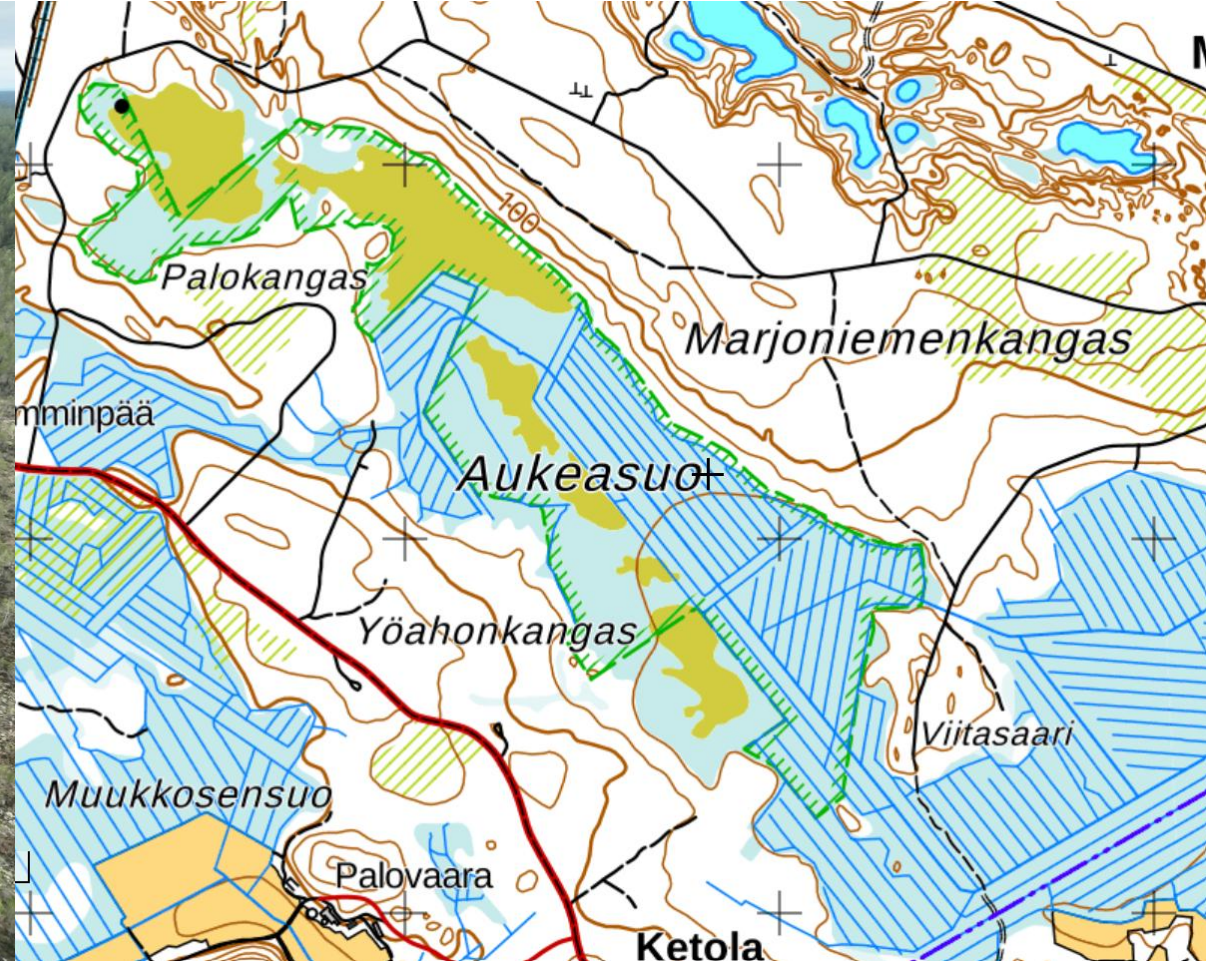 100
Palokangas
Marjoniemenkangas
mminpää
Aukeasuo
Yöahonkangas
Viitasaari
Muukkosensuo
Palovaara
Ketola